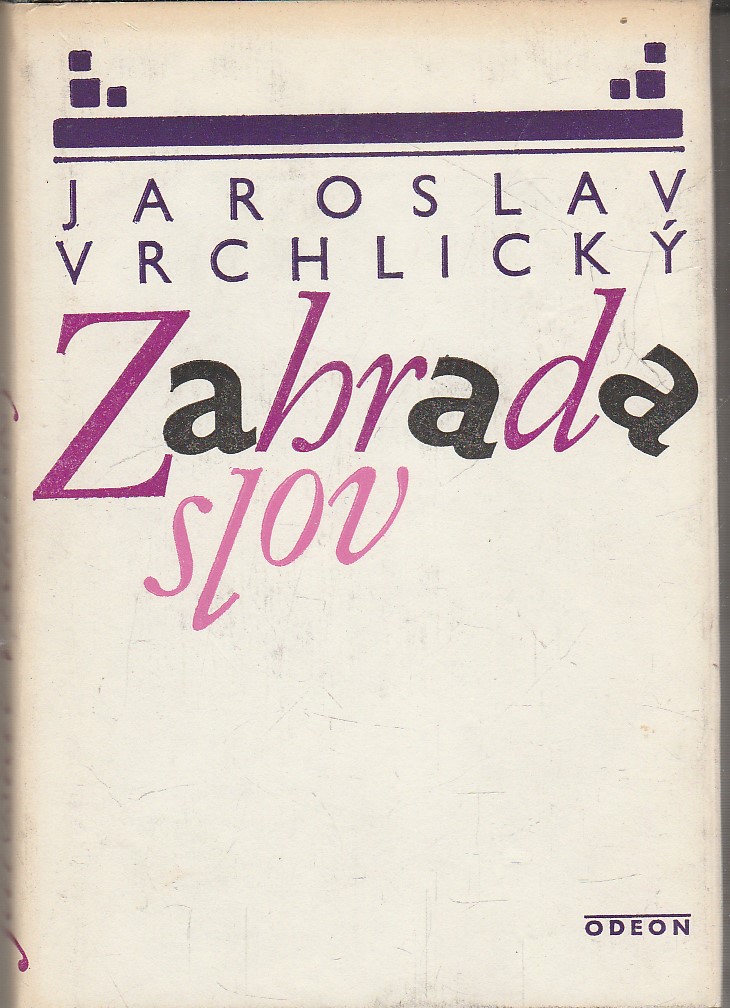 JAROSLAV
VRCHLICKÝ
Zahrada
slov
ODEON